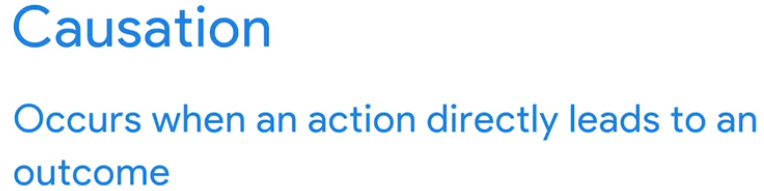 Causation
Occurs when an action directly leads to an
outcome